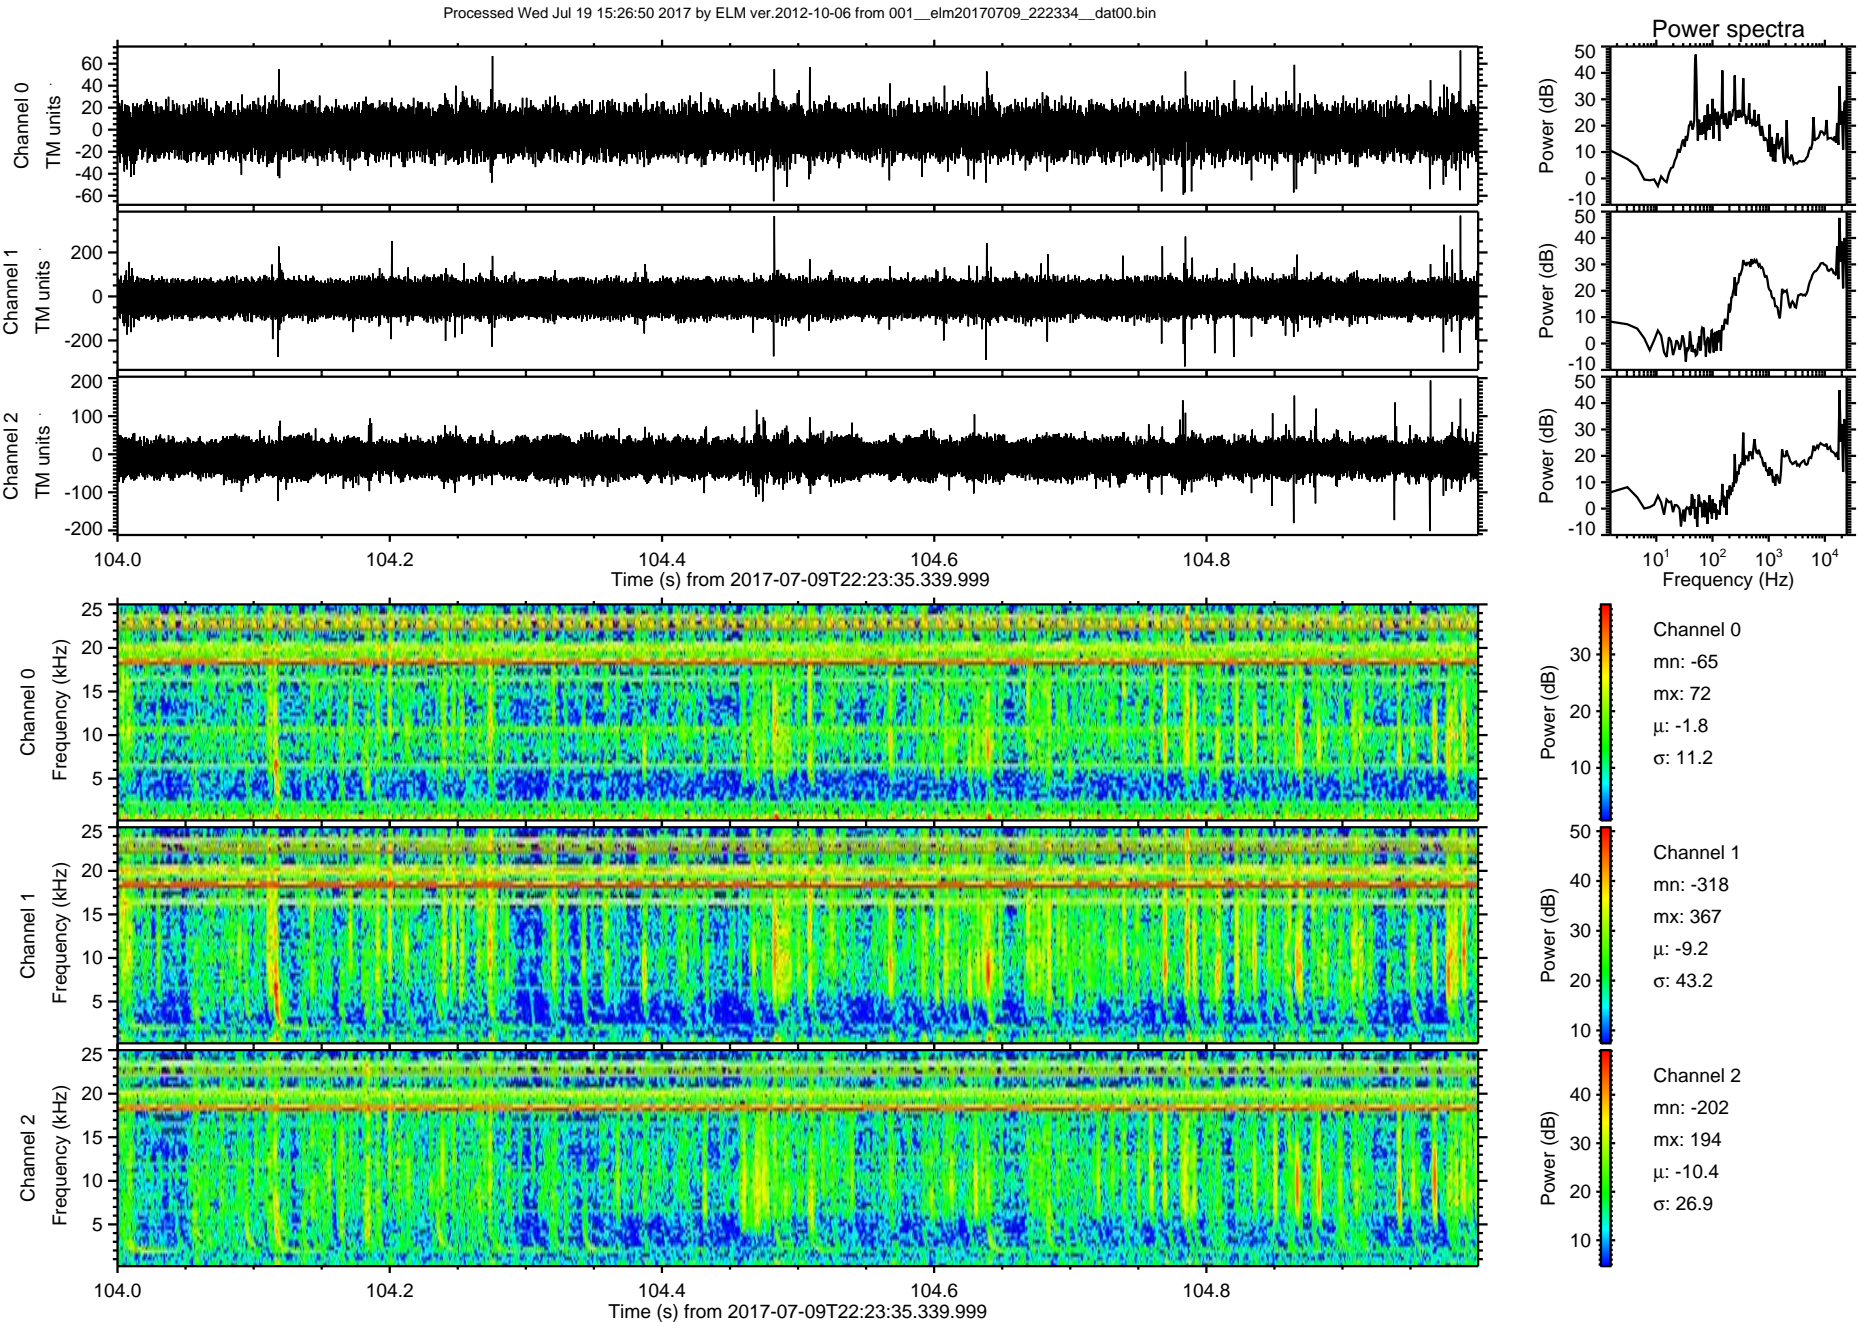 Processed Wed Jul 19 15:26:50 2017 by ELM ver.2012-10-06 from 001__elm20170709_222334__dat00.bin
Power spectra
Channel 0
TM units
60
40
20
0
-20
-40
-60
Power (dB)
50
40
30
20
10
0
-10
Channel 1
TM units
200
0
-200
Power (dB)
50
40
30
20
10
0
-10
Channel 2
TM units
200
100
0
-100
-200
Power (dB)
50
40
30
20
10
0
-10
104.0 104.2 104.4 104.6 104.8
Time (s) from 2017-07-09T22:23:35.339.999
10¹ 10² 10³ 10⁴
Frequency (Hz)
Channel 0
Frequency (kHz)
25
20
15
10
5
Power (dB)
30
20
10
Channel 0
mn: -65
mx: 72
μ: -1.8
σ: 11.2
Channel 1
Frequency (kHz)
25
20
15
10
5
Power (dB)
50
40
30
20
10
Channel 1
mn: -318
mx: 367
μ: -9.2
σ: 43.2
Channel 2
Frequency (kHz)
25
20
15
10
5
Power (dB)
40
30
20
10
Channel 2
mn: -202
mx: 194
μ: -10.4
σ: 26.9
104.0 104.2 104.4 104.6 104.8
Time (s) from 2017-07-09T22:23:35.339.999